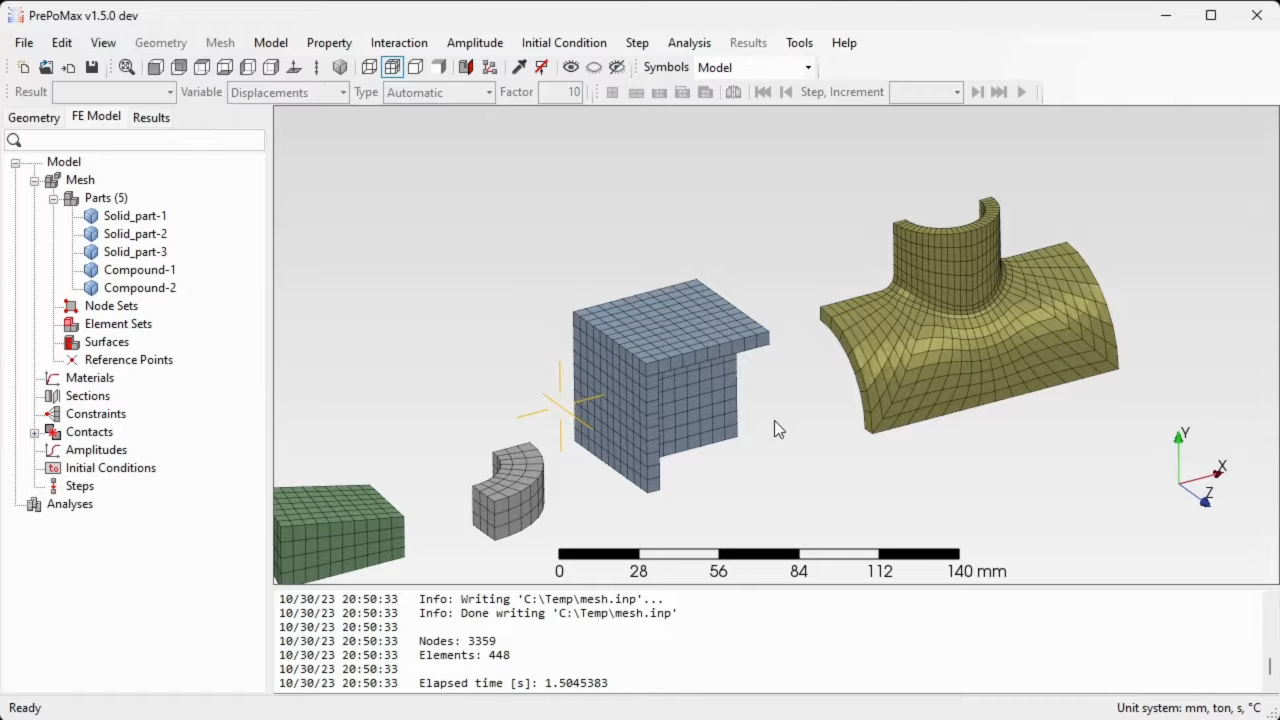 PrePoMax v1.5.0 dev
File Edit View Geometry Mesh Model Property Interaction Amplitude Initial Condition Step Analysis Results Tools Help
Symbols Model
Result Variable Displacements Type Automatic Factor 10 Step, Increment
Geometry FE Model Results
Model
Mesh
Parts (5)
Solid_part-1
Solid_part-2
Solid_part-3
Compound-1
Compound-2
Node Sets
Element Sets
Surfaces
Reference Points
Materials
Sections
Constraints
Contacts
Amplitudes
Initial Conditions
Steps
Analyses
Y
X
Z
0 28 56 84 112 140 mm
10/30/23 20:50:33 Info: Writing 'C:\Temp\mesh.inp'...
10/30/23 20:50:33 Info: Done writing 'C:\Temp\mesh.inp'
10/30/23 20:50:33
10/30/23 20:50:33 Nodes: 3359
10/30/23 20:50:33 Elements: 448
10/30/23 20:50:33
10/30/23 20:50:33 Elapsed time [s]: 1.5045383
Ready Unit system: mm, ton, s, °C